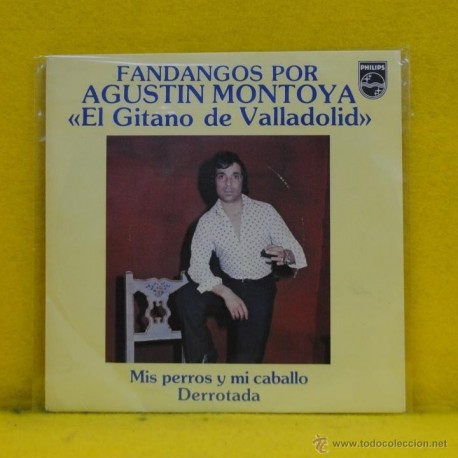 FANDANGOS POR
AGUSTIN MONTOYA
«El Gitano de Valladolid»
PHILIPS
Mis perros y mi caballo
Derrotada
© www.todocoleccion.net